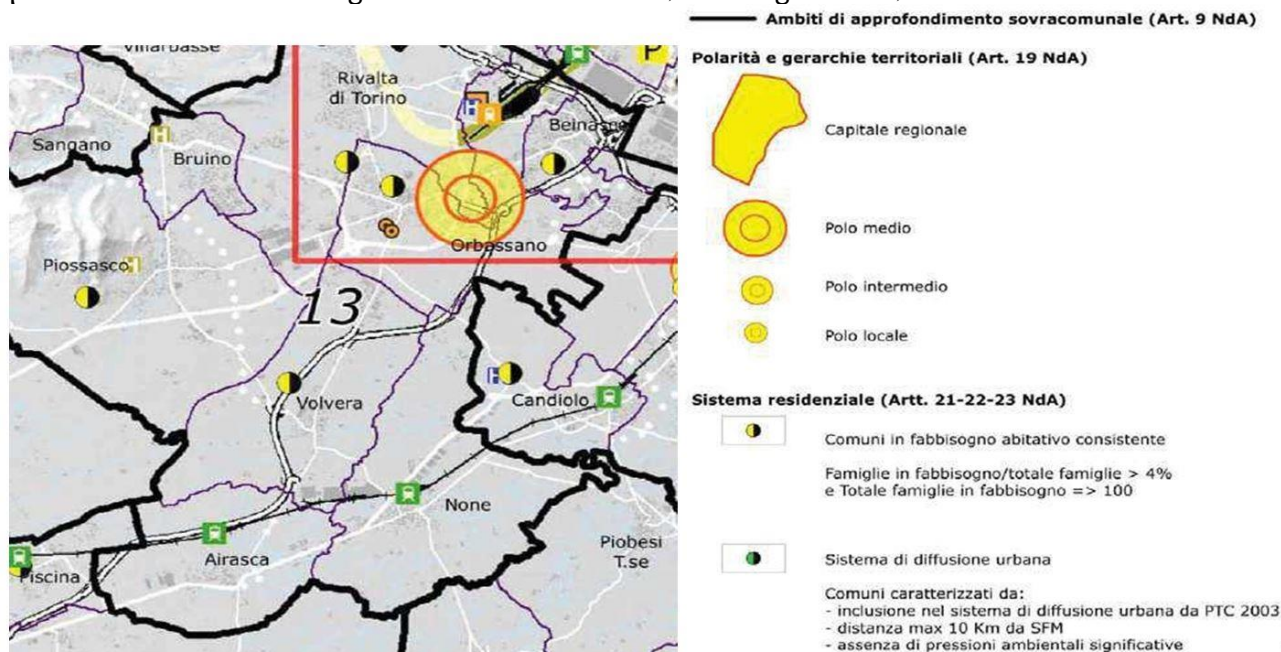 Villarbasse
Rivalta
di Torino
P
Beinasco
Sangano
H
Bruino
H
Orbassano
Piossasco
H
13
H
Candiolo
Volvera
None
Airasca
Piscina
Piobesi
T.se
Ambiti di approfondimento sovracomunale (Art. 9 NdA)
Polarità e gerarchie territoriali (Art. 19 NdA)
Capitale regionale
Polo medio
Polo intermedio
Polo locale
Sistema residenziale (Artt. 21-22-23 NdA)
Comuni in fabbisogno abitativo consistente
Famiglie in fabbisogno/totale famiglie > 4%
e Totale famiglie in fabbisogno => 100
Sistema di diffusione urbana
Comuni caratterizzati da:
- inclusione nel sistema di diffusione urbana da PTC 2003
- distanza max 10 Km da SFM
- assenza di pressioni ambientali significative